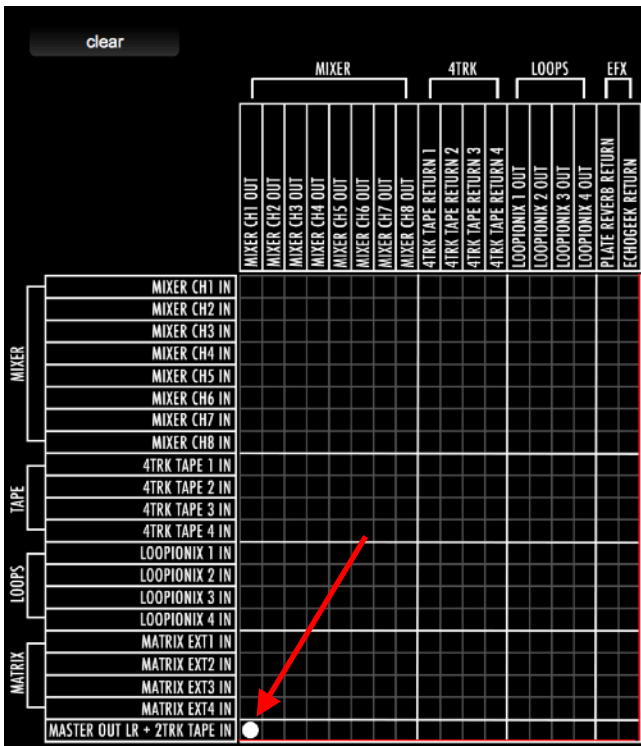 clear
MIXER
4TRK
LOOPS
EFX
MIXER CH1 OUT
MIXER CH2 OUT
MIXER CH3 OUT
MIXER CH4 OUT
MIXER CH5 OUT
MIXER CH6 OUT
MIXER CH7 OUT
MIXER CH8 OUT
4TRK TAPE RETURN 1
4TRK TAPE RETURN 2
4TRK TAPE RETURN 3
4TRK TAPE RETURN 4
LOOPIONIX 1 OUT
LOOPIONIX 2 OUT
LOOPIONIX 3 OUT
LOOPIONIX 4 OUT
PLATE REVERB RETURN
ECHOGEEK RETURN
MIXER
MIXER CH1 IN
MIXER CH2 IN
MIXER CH3 IN
MIXER CH4 IN
MIXER CH5 IN
MIXER CH6 IN
MIXER CH7 IN
MIXER CH8 IN
TAPE
4TRK TAPE 1 IN
4TRK TAPE 2 IN
4TRK TAPE 3 IN
4TRK TAPE 4 IN
LOOPS
LOOPIONIX 1 IN
LOOPIONIX 2 IN
LOOPIONIX 3 IN
LOOPIONIX 4 IN
MATRIX
MATRIX EXT1 IN
MATRIX EXT2 IN
MATRIX EXT3 IN
MATRIX EXT4 IN
MASTER OUT LR + 2TRK TAPE IN